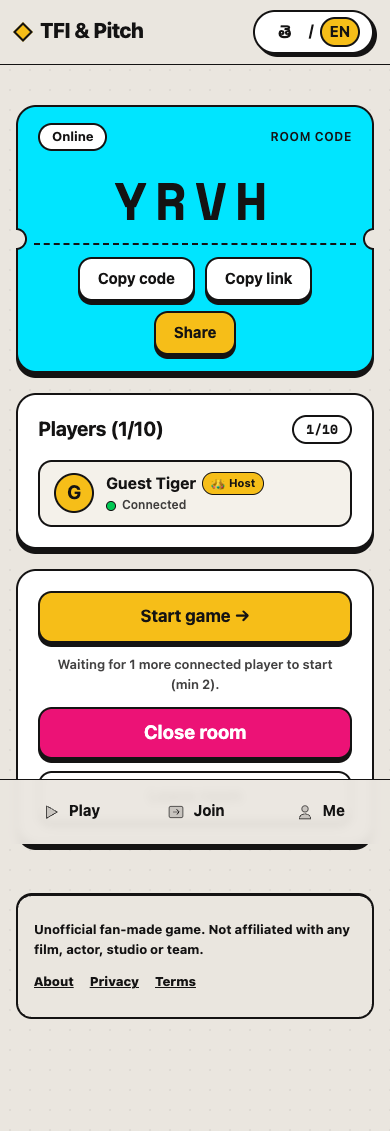 TFI & Pitch
తె / EN
Online
ROOM CODE
YRVH
Copy code
Copy link
Share
Players (1/10)
1/10
G
Guest Tiger
Host
Connected
Start game →
Waiting for 1 more connected player to start
(min 2).
Close room
Play
Join
Me
Unofficial fan-made game. Not affiliated with any
film, actor, studio or team.
About Privacy Terms